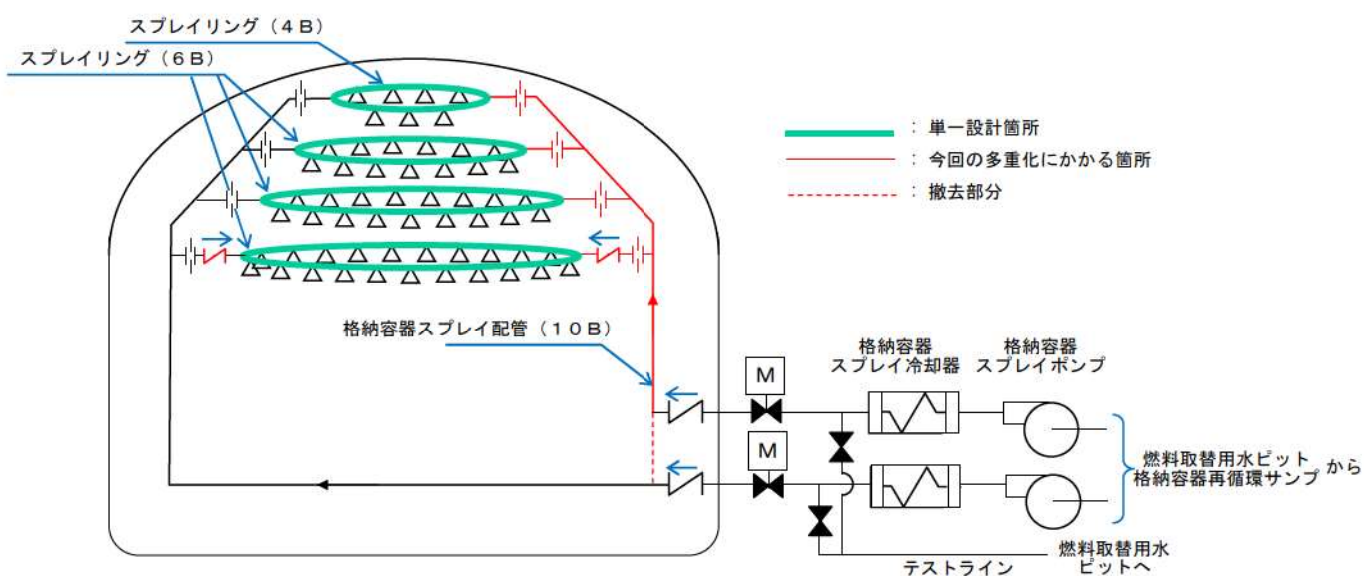 スプレイリング（４Ｂ）
スプレイリング（６Ｂ）
： 単一設計箇所
： 今回の多重化にかかる箇所
： 撤去部分
格納容器スプレイ配管（１０Ｂ）
格納容器
スプレイ冷却器
格納容器
スプレイポンプ
M
M
燃料取替用水ピット
格納容器再循環サンプ
から
テストライン
燃料取替用水
ピットへ